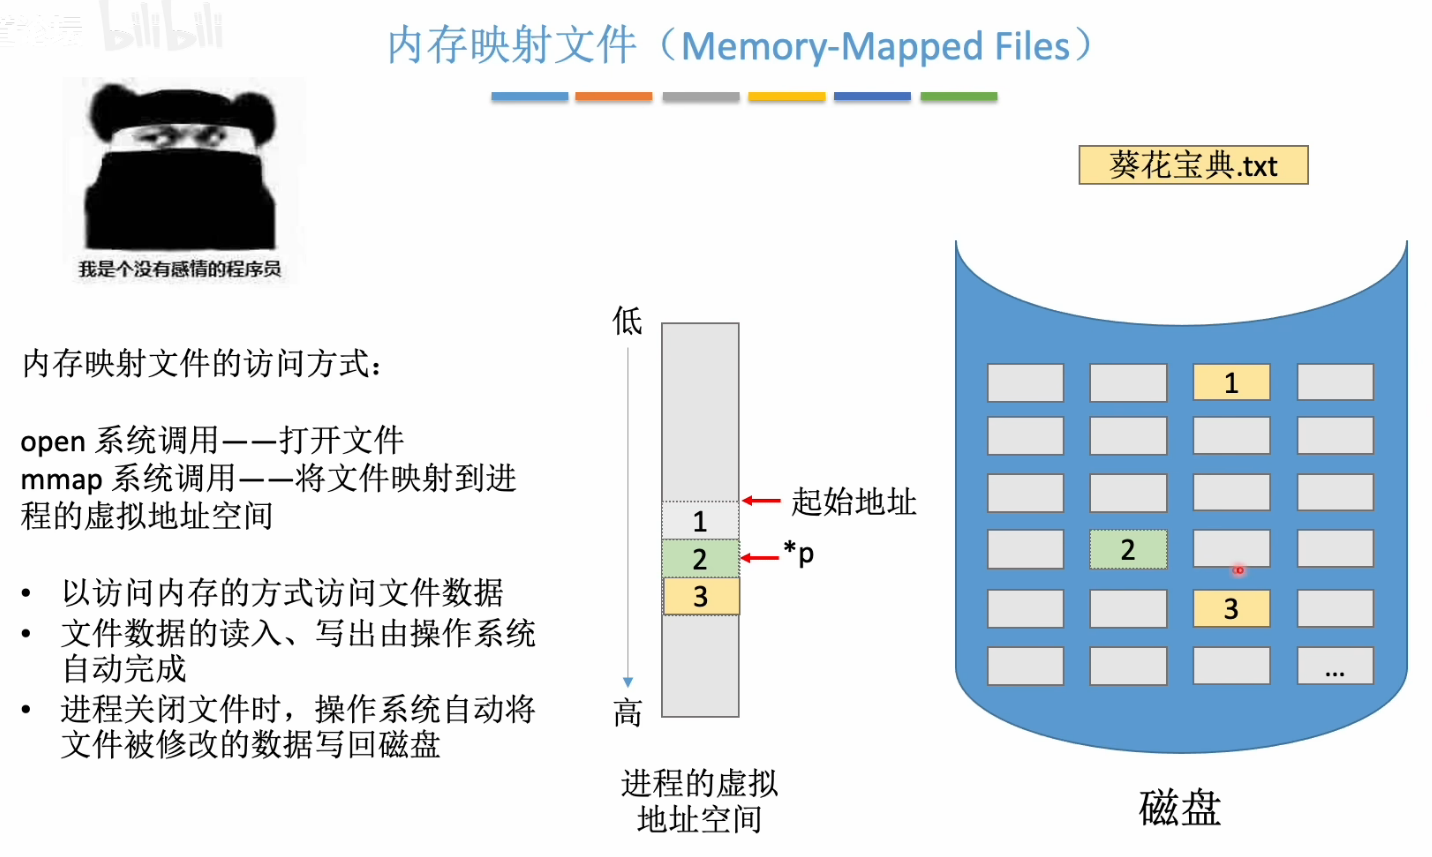 bilibili
内存映射文件（Memory-Mapped Files）
我是个没有感情的程序员
葵花宝典.txt
内存映射文件的访问方式：
open 系统调用——打开文件
mmap 系统调用——将文件映射到进
程的虚拟地址空间
• 以访问内存的方式访问文件数据
• 文件数据的读入、写出由操作系统
自动完成
• 进程关闭文件时，操作系统自动将
文件被修改的数据写回磁盘
低
起始地址
1
2
*p
3
高
进程的虚拟
地址空间
1
2
3
...
磁盘